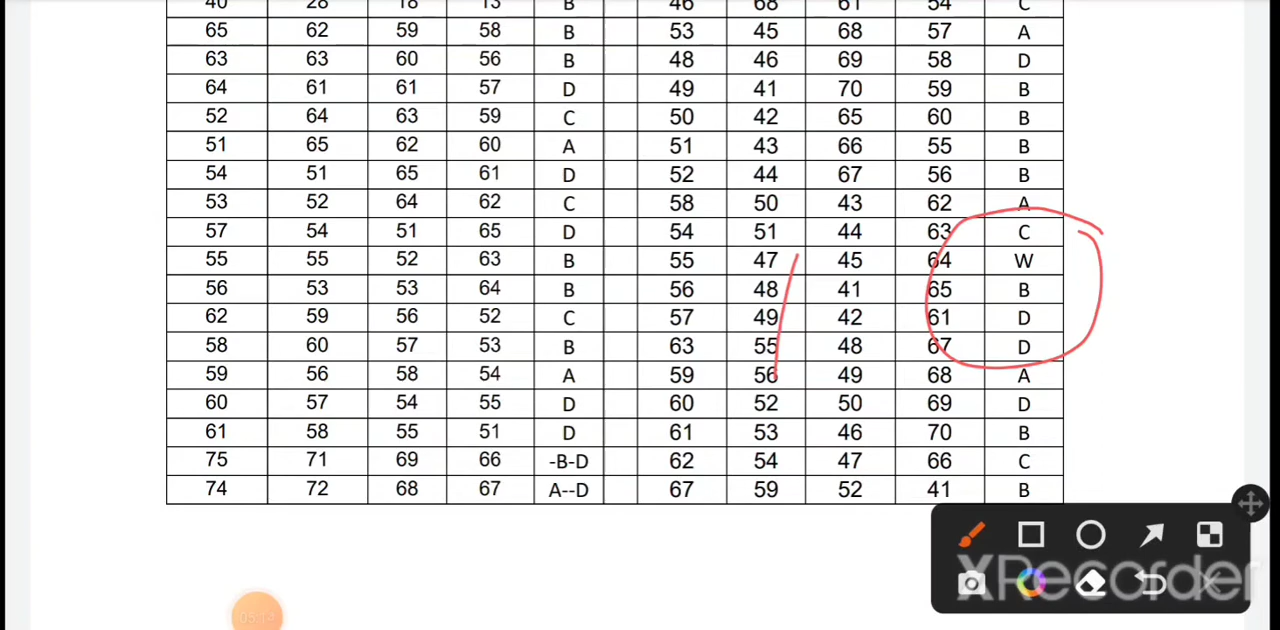 40 28 18 13 B 46 68 61 54 C
65 62 59 58 B 53 45 68 57 A
63 63 60 56 B 48 46 69 58 D
64 61 61 57 D 49 41 70 59 B
52 64 63 59 C 50 42 65 60 B
51 65 62 60 A 51 43 66 55 B
54 51 65 61 D 52 44 67 56 B
53 52 64 62 C 58 50 43 62 A
57 54 51 65 D 54 51 44 63 C
55 55 52 63 B 55 47 45 64 W
56 53 53 64 B 56 48 41 65 B
62 59 56 52 C 57 49 42 61 D
58 60 57 53 B 63 55 48 67 D
59 56 58 54 A 59 56 49 68 A
60 57 54 55 D 60 52 50 69 D
61 58 55 51 D 61 53 46 70 B
75 71 69 66 -B-D 62 54 47 66 C
74 72 68 67 A--D 67 59 52 41 B
XRecorder
05:14